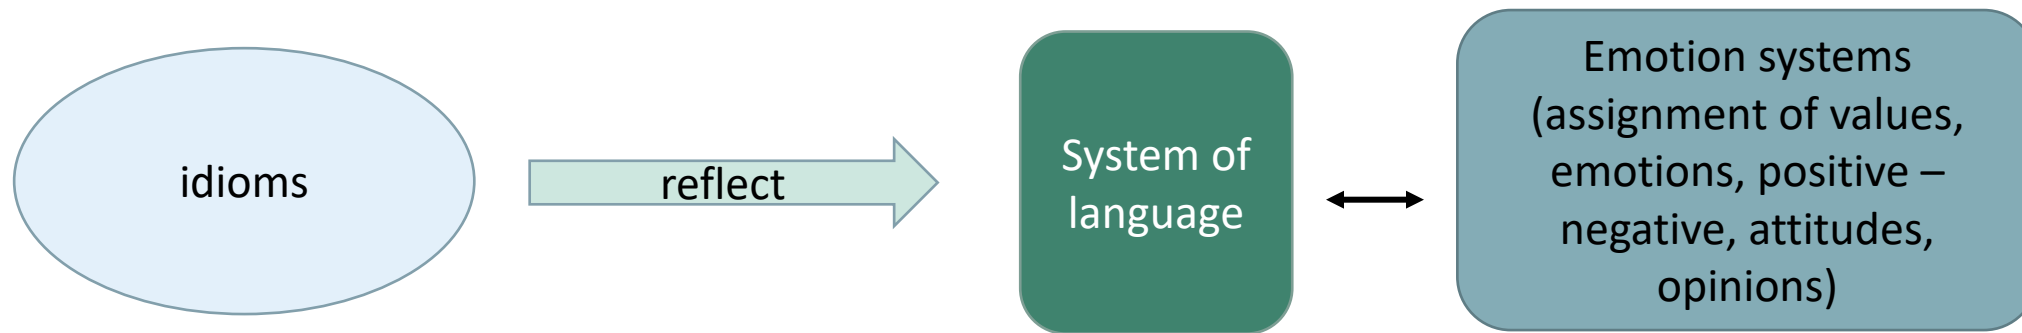 idioms
reflect
System of
language
Emotion systems
(assignment of values,
emotions, positive –
negative, attitudes,
opinions)